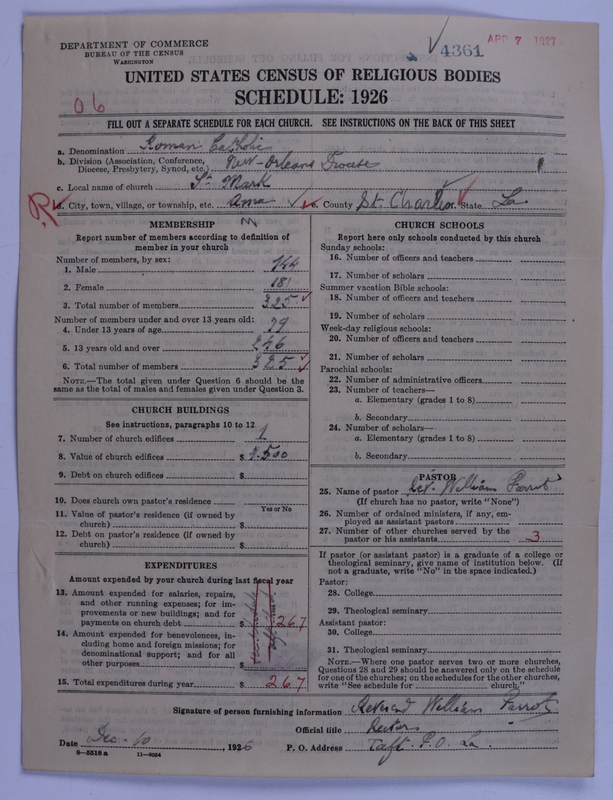 DEPARTMENT OF COMMERCE
BUREAU OF THE CENSUS
WASHINGTON
4361
APR 7 1927
UNITED STATES CENSUS OF RELIGIOUS BODIES
SCHEDULE: 1926
06
FILL OUT A SEPARATE SCHEDULE FOR EACH CHURCH. SEE INSTRUCTIONS ON THE BACK OF THIS SHEET
a. Denomination Roman Catholic
b. Division (Association, Conference, Diocese, Presbytery, Synod, etc.) New-Orleans Diocese
c. Local name of church St Mark
d. City, town, village, or township, etc. Ama e. County St. Charles f. State La
MEMBERSHIP
Report number of members according to definition of
member in your church
Number of members, by sex:
1. Male 144
2. Female 181
3. Total number of members 325
Number of members under and over 13 years old:
4. Under 13 years of age 79
5. 13 years old and over 246
6. Total number of members 325
NOTE.—The total given under Question 6 should be the
same as the total of males and females given under Question 3.
CHURCH BUILDINGS
See instructions, paragraphs 10 to 12
7. Number of church edifices 1
8. Value of church edifices $ 1.500
9. Debt on church edifices $
10. Does church own pastor's residence
Yes or No
11. Value of pastor's residence (if owned by
church) $
12. Debt on pastor's residence (if owned by
church) $
EXPENDITURES
Amount expended by your church during last fiscal year
13. Amount expended for salaries, repairs,
and other running expenses; for im-
provements or new buildings; and for
payments on church debt $ 267
14. Amount expended for benevolences, in-
cluding home and foreign missions; for
denominational support; and for all
other purposes $
15. Total expenditures during year $ 267
CHURCH SCHOOLS
Report here only schools conducted by this church
Sunday schools:
16. Number of officers and teachers
17. Number of scholars
Summer vacation Bible schools:
18. Number of officers and teachers
19. Number of scholars
Week-day religious schools:
20. Number of officers and teachers
21. Number of scholars
Parochial schools:
22. Number of administrative officers
23. Number of teachers—
a. Elementary (grades 1 to 8)
b. Secondary
24. Number of scholars—
a. Elementary (grades 1 to 8)
b. Secondary
PASTOR
25. Name of pastor Rev. William Parrot
(If church has no pastor, write "None")
26. Number of ordained ministers, if any, em-
ployed as assistant pastors
27. Number of other churches served by the
pastor or his assistants 3
If pastor (or assistant pastor) is a graduate of a college or
theological seminary, give name of institution below. (If
not a graduate, write "No" in the space indicated.)
Pastor:
28. College
29. Theological seminary
Assistant pastor:
30. College
31. Theological seminary
NOTE.—Where one pastor serves two or more churches,
Questions 28 and 29 should be answered only on the schedule
for one of the churches; on the schedules for the other churches,
write "See schedule for church."
Signature of person furnishing information Reverend William Parrot
Official title Rector
Date Dec. 10, 1926 P. O. Address Taft P.O. La.
8—5518 a 11—9034